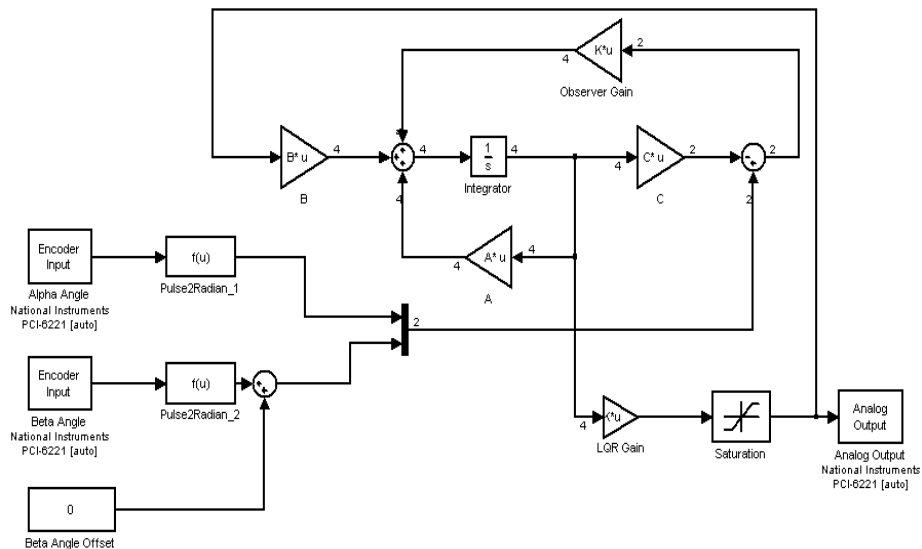 K*u
4
2
Observer Gain
4
B* u
4
B
4
1
s
4
Integrator
4
C* u
2
C
2
2
4
4
A* u
4
A
Encoder
Input
Alpha Angle
National Instruments
PCI-6221 [auto]
f(u)
Pulse2Radian_1
2
Encoder
Input
Beta Angle
National Instruments
PCI-6221 [auto]
f(u)
Pulse2Radian_2
4
K*u
LQR Gain
Saturation
Analog
Output
Analog Output
National Instruments
PCI-6221 [auto]
0
Beta Angle Offset